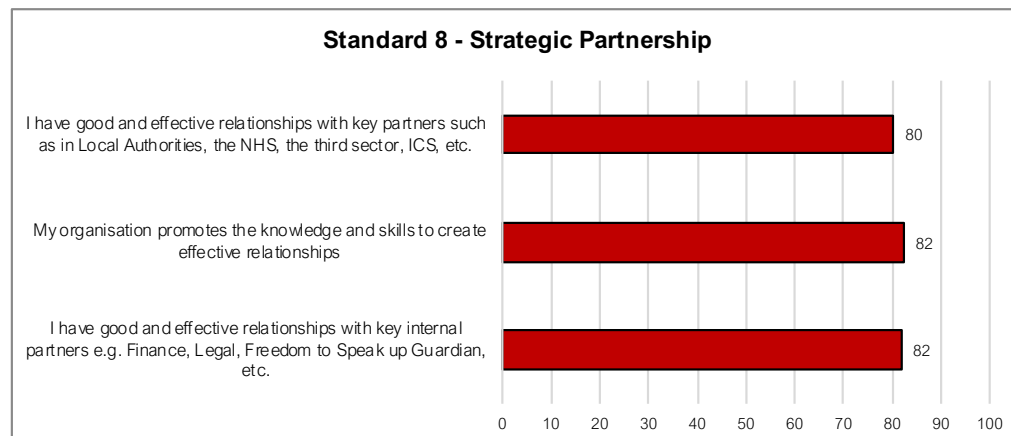 Standard 8 - Strategic Partnership
I have good and effective relationships with key partners such
as in Local Authorities, the NHS, the third sector, ICS, etc.
80
My organisation promotes the knowledge and skills to create
effective relationships
82
I have good and effective relationships with key internal
partners e.g. Finance, Legal, Freedom to Speak up Guardian,
etc.
82
0 10 20 30 40 50 60 70 80 90 100